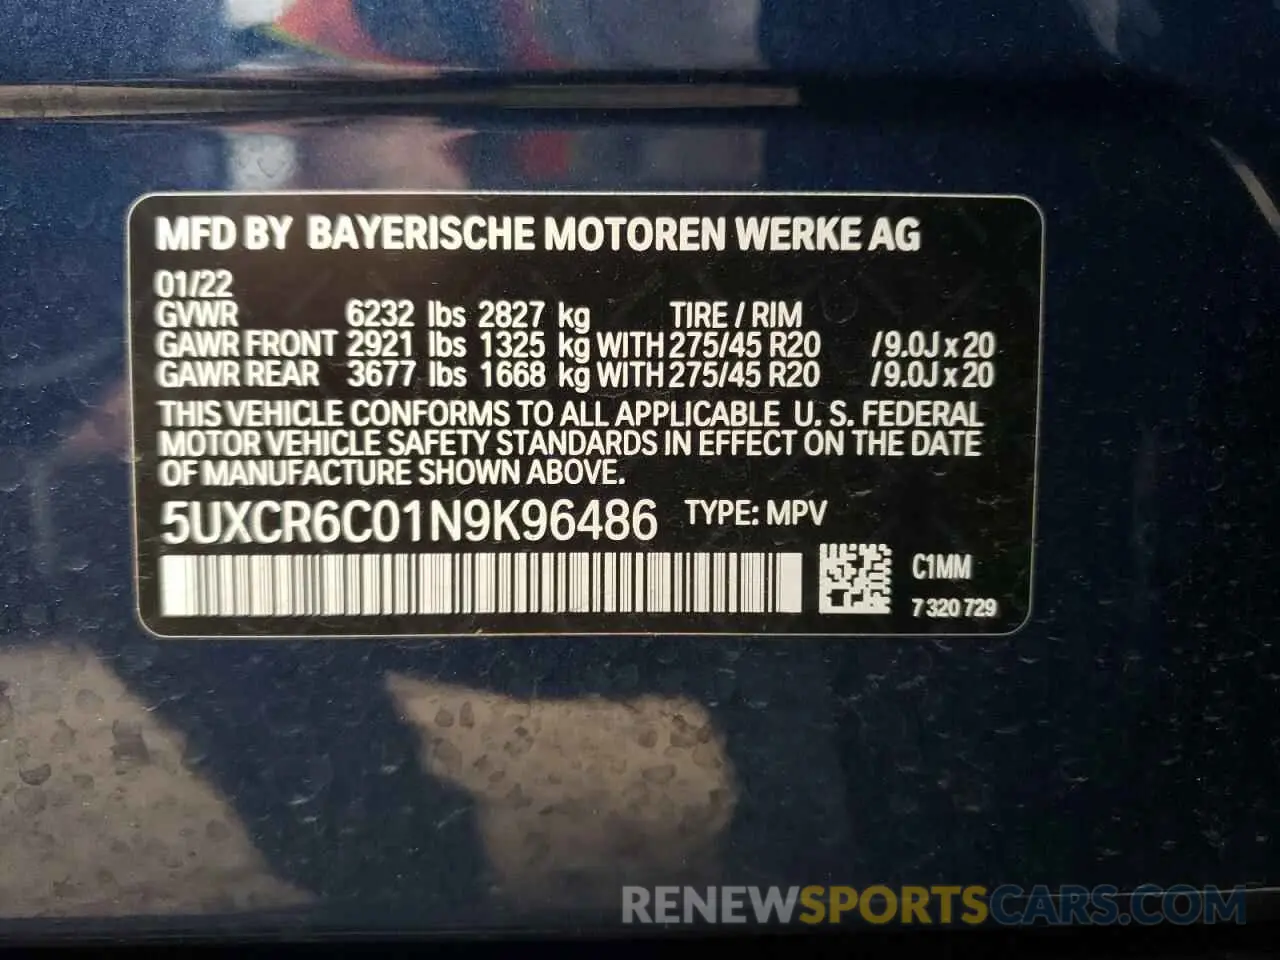 MFD BY BAYERISCHE MOTOREN WERKE AG
01/22
GVWR 6232 lbs 2827 kg TIRE / RIM
GAWR FRONT 2921 lbs 1325 kg WITH 275/45 R20 /9.0J x 20
GAWR REAR 3677 lbs 1668 kg WITH 275/45 R20 /9.0J x 20
THIS VEHICLE CONFORMS TO ALL APPLICABLE U. S. FEDERAL
MOTOR VEHICLE SAFETY STANDARDS IN EFFECT ON THE DATE
OF MANUFACTURE SHOWN ABOVE.
5UXCR6C01N9K96486 TYPE: MPV
C1MM
7 320 729
RENEWSPORTSCARS.COM